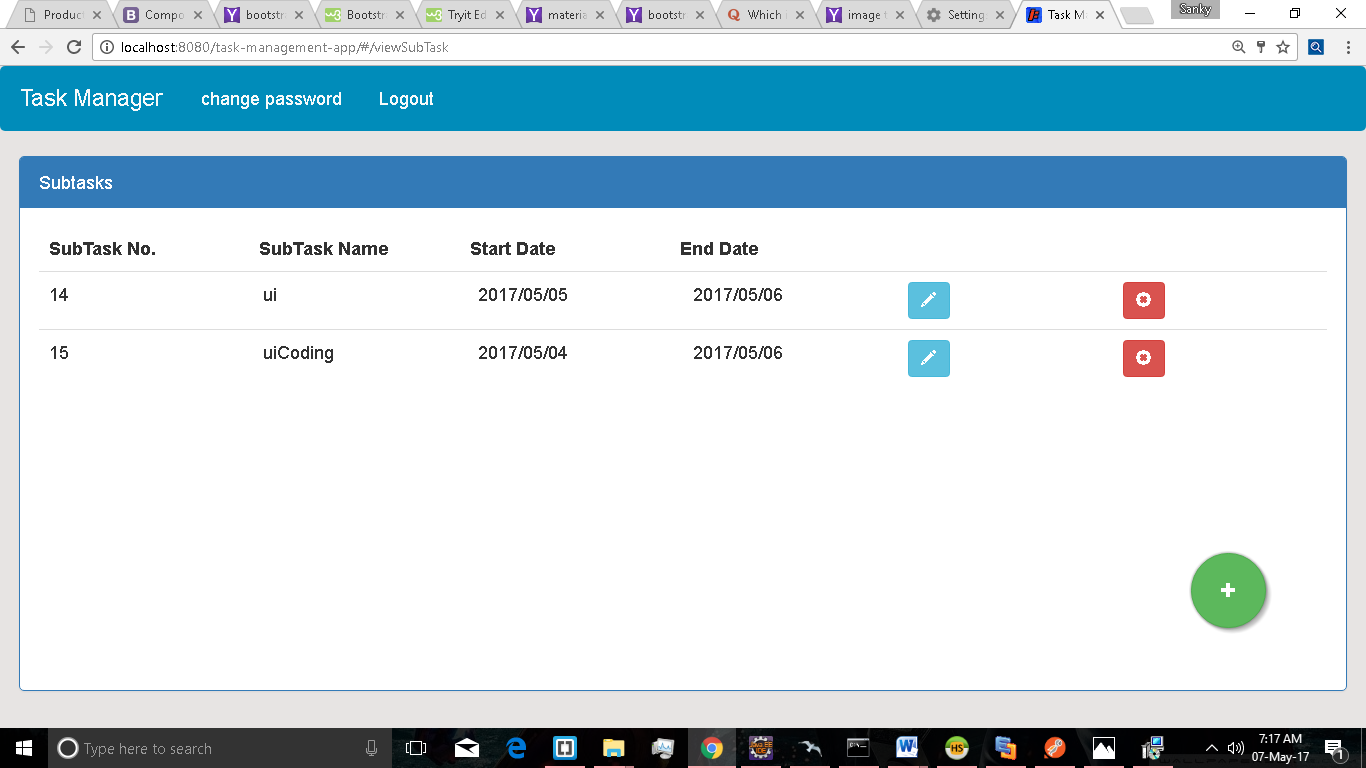 Produc Compo bootstr Bootstr Tryit Ed materia bootstr Which image t Setting Task M Sanky
localhost:8080/task-management-app/#/viewSubTask
Task Manager change password Logout
Subtasks
SubTask No. SubTask Name Start Date End Date
14 ui 2017/05/05 2017/05/06
15 uiCoding 2017/05/04 2017/05/06
Type here to search
7:17 AM
07-May-17
1